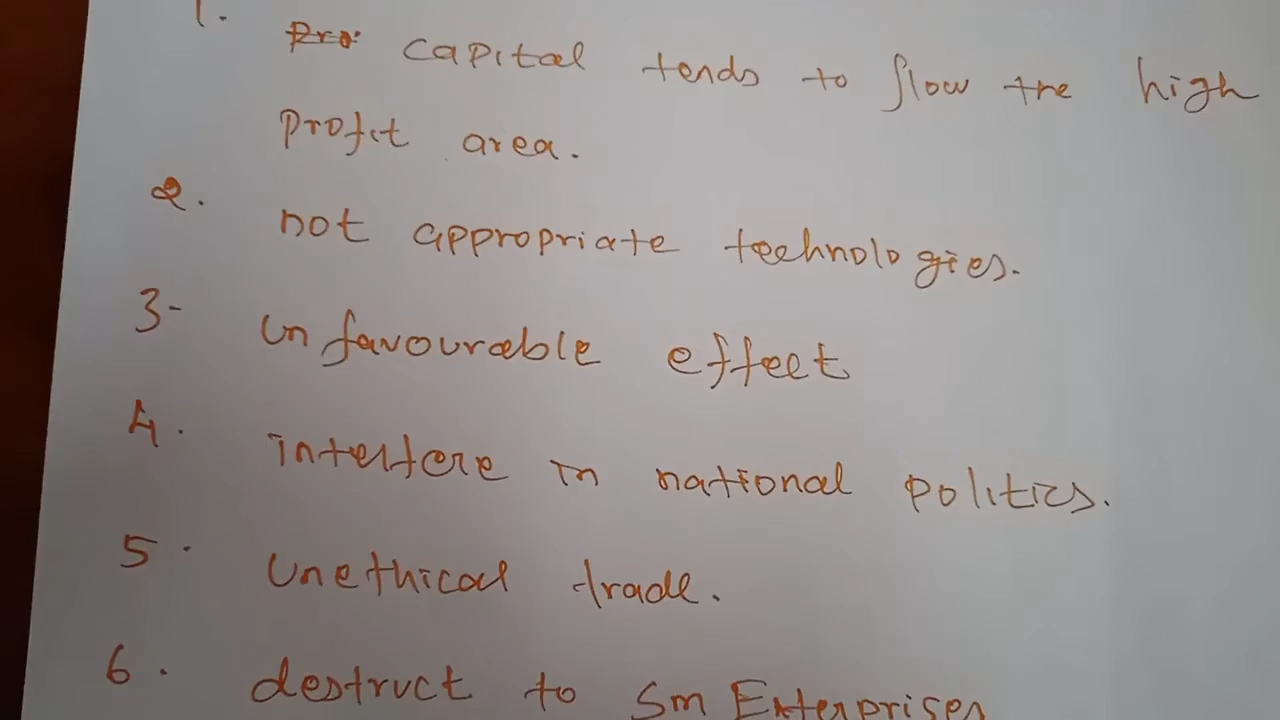 1. capital tends to flow the high
profit area.
2. not appropriate technologies.
3- unfavourable effect
4. interfere in national politics.
5. Unethical trade.
6. destruct to Sm Enterprises